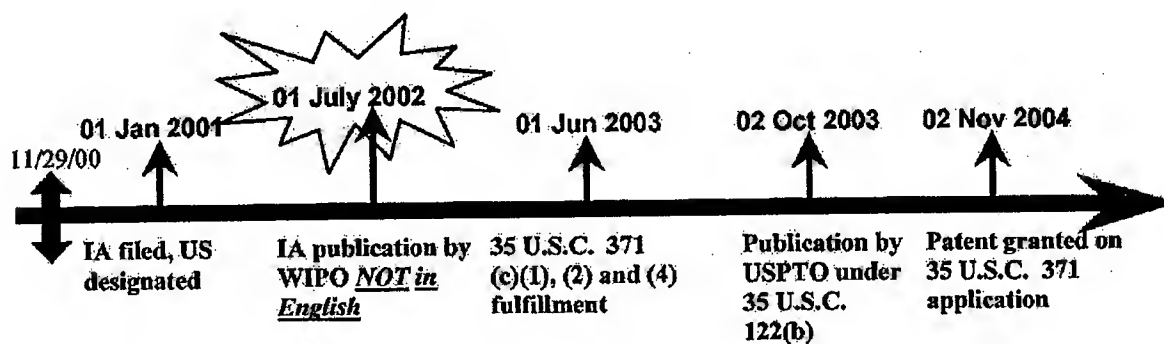 01 July 2002
01 Jan 2001
01 Jun 2003
02 Oct 2003
02 Nov 2004
11/29/00
IA filed, US
designated
IA publication by
WIPO NOT in
English
35 U.S.C. 371
(c)(1), (2) and (4)
fulfillment
Publication by
USPTO under
35 U.S.C.
122(b)
Patent granted on
35 U.S.C. 371
application